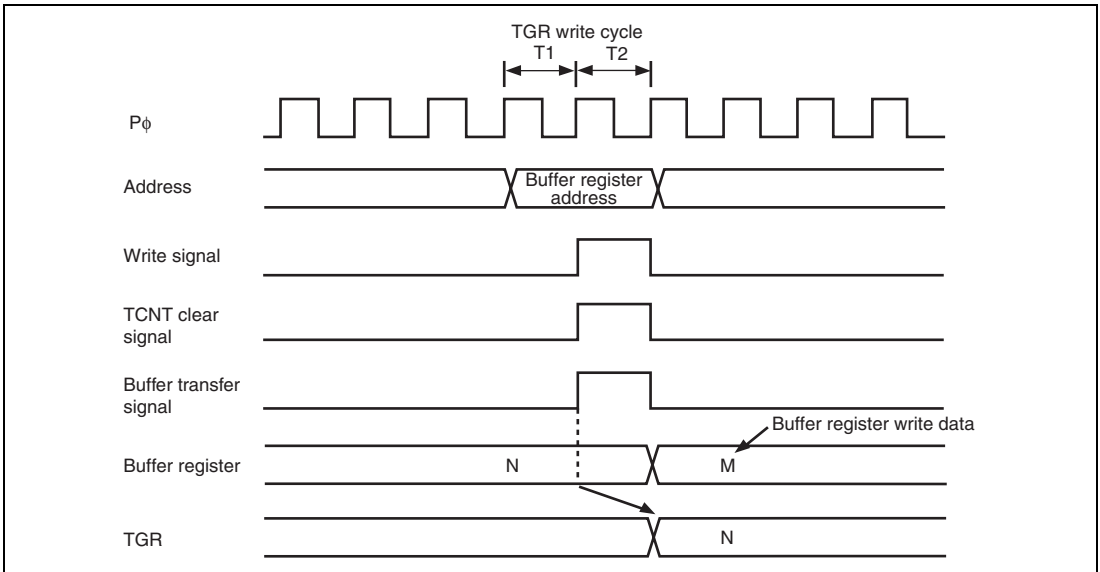 TGR write cycle
T1 T2
Pϕ
Address
Buffer register
address
Write signal
TCNT clear
signal
Buffer transfer
signal
Buffer register write data
Buffer register
N
M
TGR
N